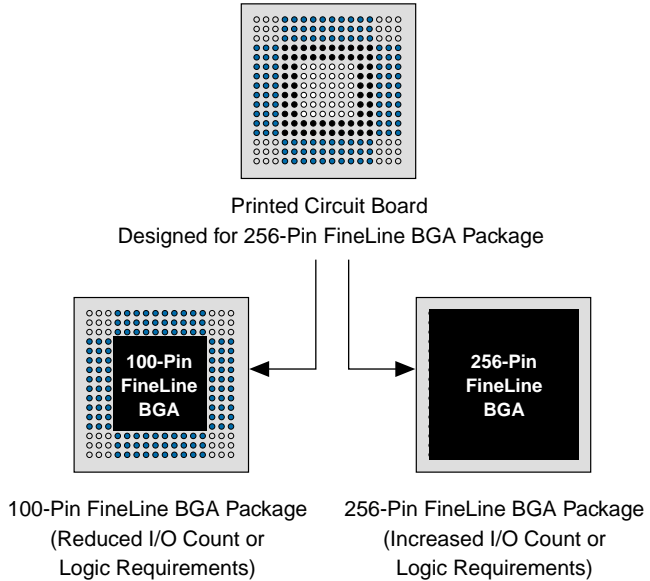 Printed Circuit Board
Designed for 256-Pin FineLine BGA Package
100-Pin
FineLine
BGA
256-Pin
FineLine
BGA
100-Pin FineLine BGA Package
(Reduced I/O Count or
Logic Requirements)
256-Pin FineLine BGA Package
(Increased I/O Count or
Logic Requirements)